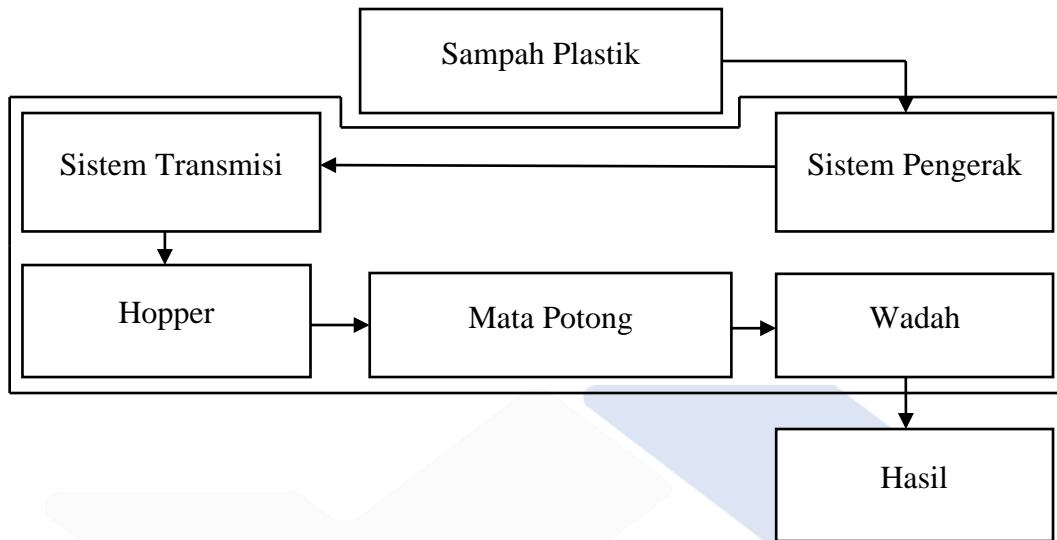 Sampah Plastik
Sistem Transmisi
Sistem Pengerak
Hopper
Mata Potong
Wadah
Hasil